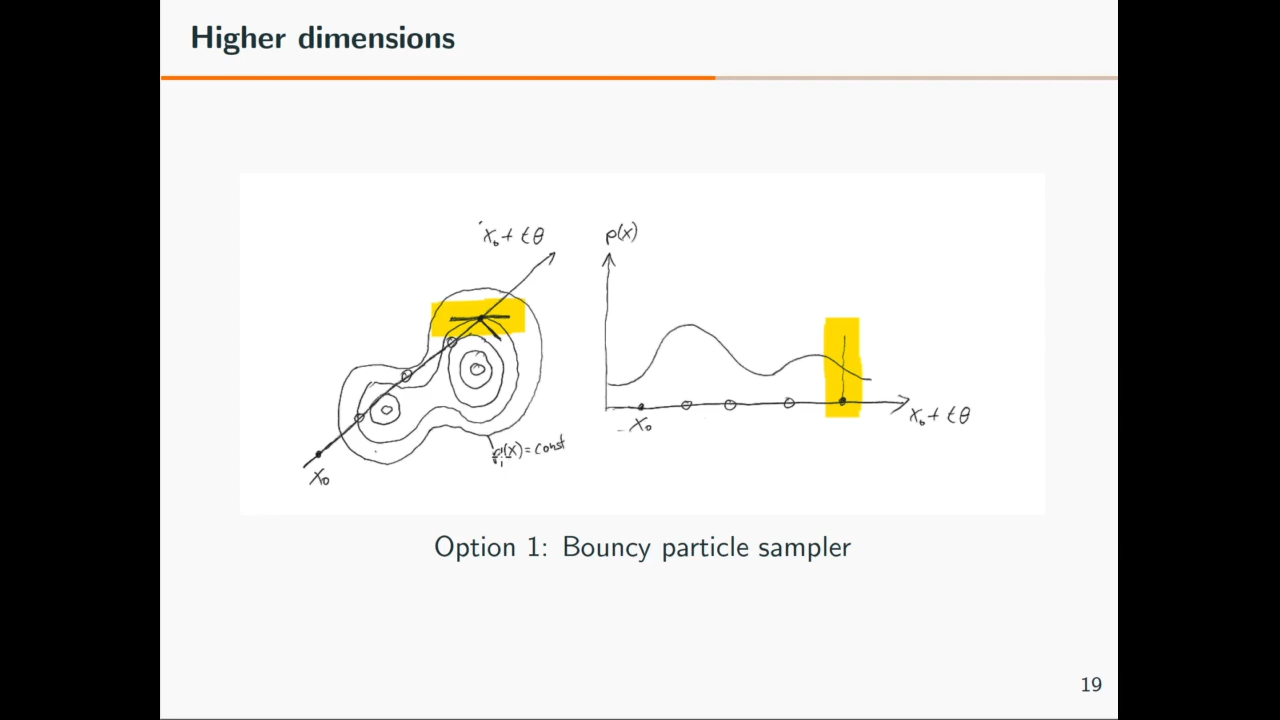 Higher dimensions
x₀ + tθ
p(x)
x₀
x₀
x₀ + tθ
(x) = const
Option 1: Bouncy particle sampler
19